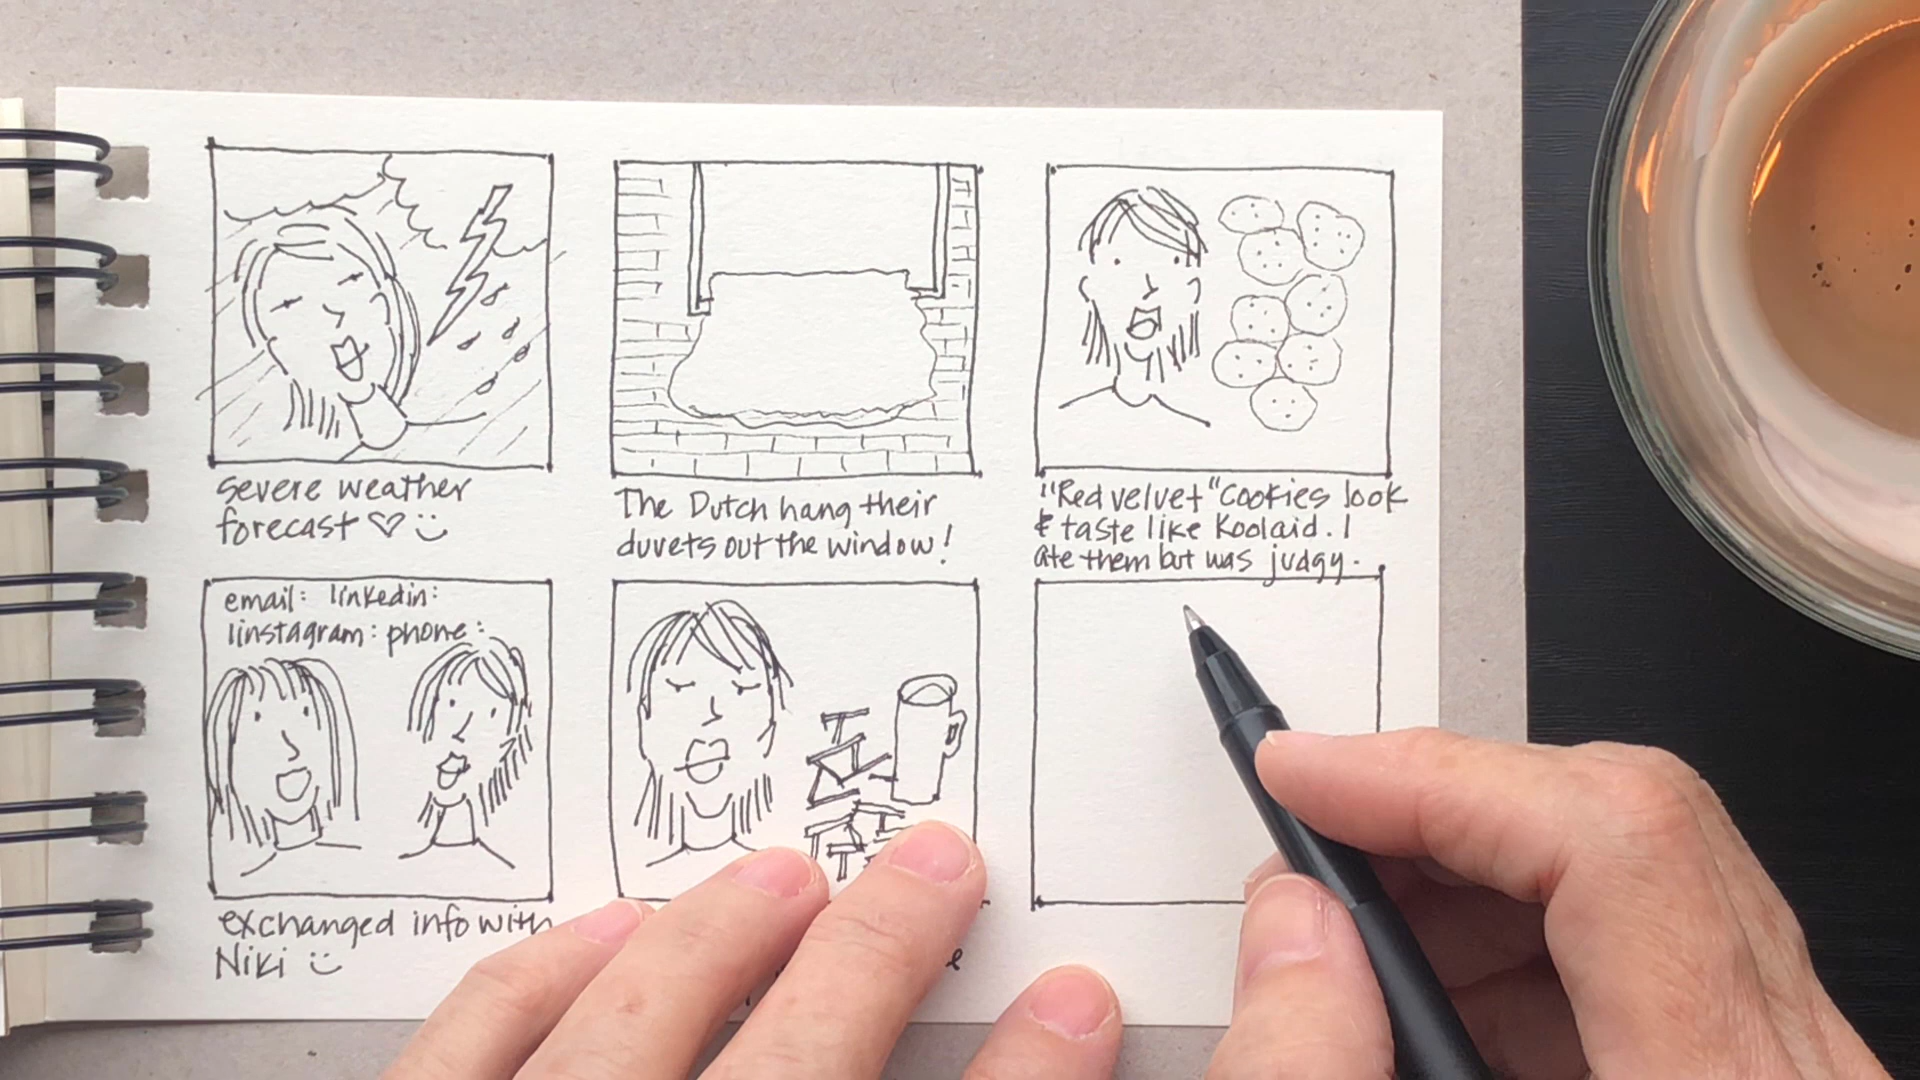 severe weather
forecast ♡ :)
The Dutch hang their
duvets out the window!
"Red velvet" Cookies look
& taste like Koolaid. I
ate them but was judgy.
email: linkedin:
iinstagram: phone:
exchanged info with
Niki :)